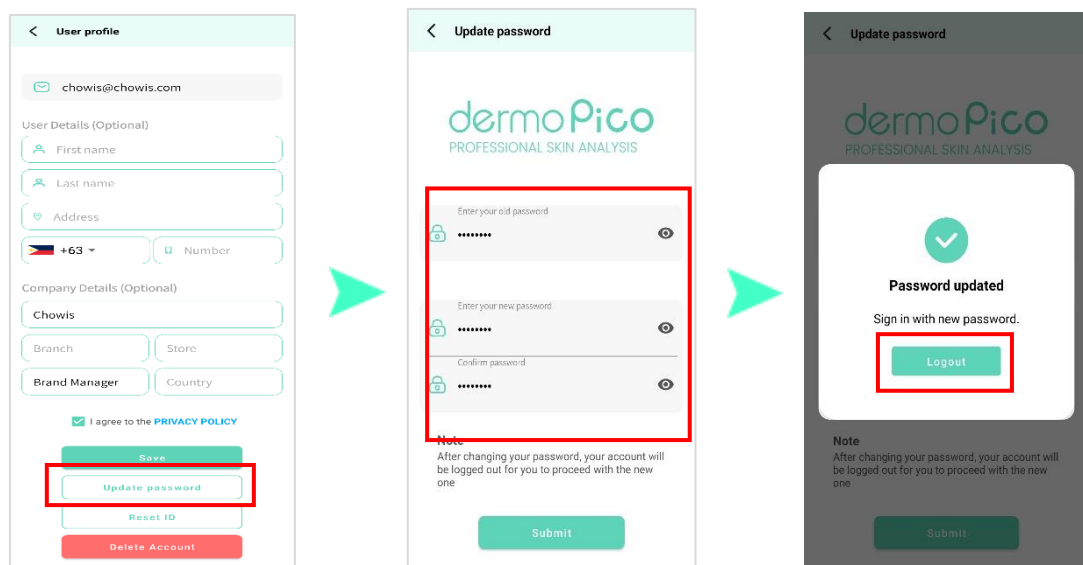 User profile
chowis@chowis.com
User Details (Optional)
First name
Last name
Address
+63
Number
Company Details (Optional)
Chowis
Branch
Store
Brand Manager
Country
I agree to the PRIVACY POLICY
Save
Update password
Reset ID
Delete Account
Update password
dermoPico
PROFESSIONAL SKIN ANALYSIS
Enter your old password
••••••••
Enter your new password
••••••••
Confirm password
••••••••
Note
After changing your password, your account will
be logged out for you to proceed with the new
one
Submit
Update password
dermoPico
PROFESSIONAL SKIN ANALYSIS
Password updated
Sign in with new password.
Logout
Note
After changing your password, your account will
be logged out for you to proceed with the new
one
Submit